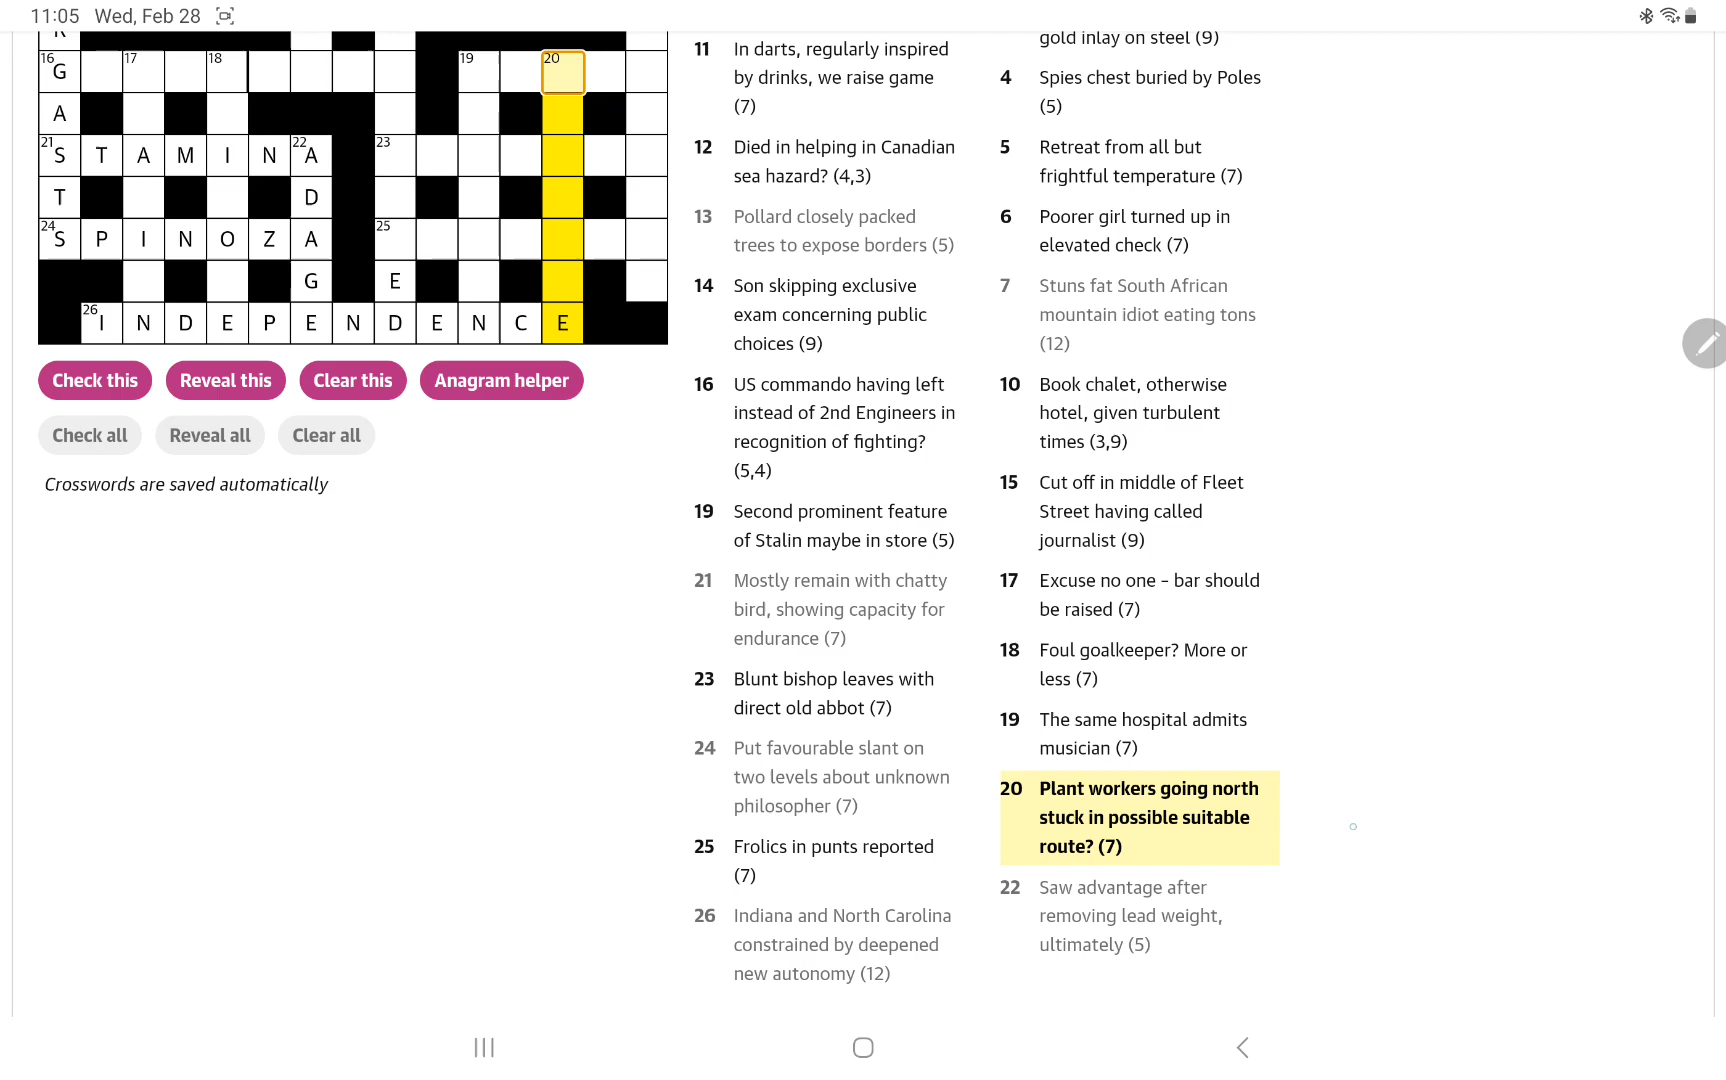 11:05 Wed, Feb 28
R
16 G 17 18 19 20
A
21 S T A M I N 22 A 23
T D
24 S P I N O Z A 25
G E
26 I N D E P E N D E N C E
Check this Reveal this Clear this Anagram helper
Check all Reveal all Clear all
Crosswords are saved automatically
11 In darts, regularly inspired
by drinks, we raise game
(7)
12 Died in helping in Canadian
sea hazard? (4,3)
13 Pollard closely packed
trees to expose borders (5)
14 Son skipping exclusive
exam concerning public
choices (9)
16 US commando having left
instead of 2nd Engineers in
recognition of fighting?
(5,4)
19 Second prominent feature
of Stalin maybe in store (5)
21 Mostly remain with chatty
bird, showing capacity for
endurance (7)
23 Blunt bishop leaves with
direct old abbot (7)
24 Put favourable slant on
two levels about unknown
philosopher (7)
25 Frolics in punts reported
(7)
26 Indiana and North Carolina
constrained by deepened
new autonomy (12)
gold inlay on steel (9)
4 Spies chest buried by Poles
(5)
5 Retreat from all but
frightful temperature (7)
6 Poorer girl turned up in
elevated check (7)
7 Stuns fat South African
mountain idiot eating tons
(12)
10 Book chalet, otherwise
hotel, given turbulent
times (3,9)
15 Cut off in middle of Fleet
Street having called
journalist (9)
17 Excuse no one – bar should
be raised (7)
18 Foul goalkeeper? More or
less (7)
19 The same hospital admits
musician (7)
20 Plant workers going north
stuck in possible suitable
route? (7)
22 Saw advantage after
removing lead weight,
ultimately (5)